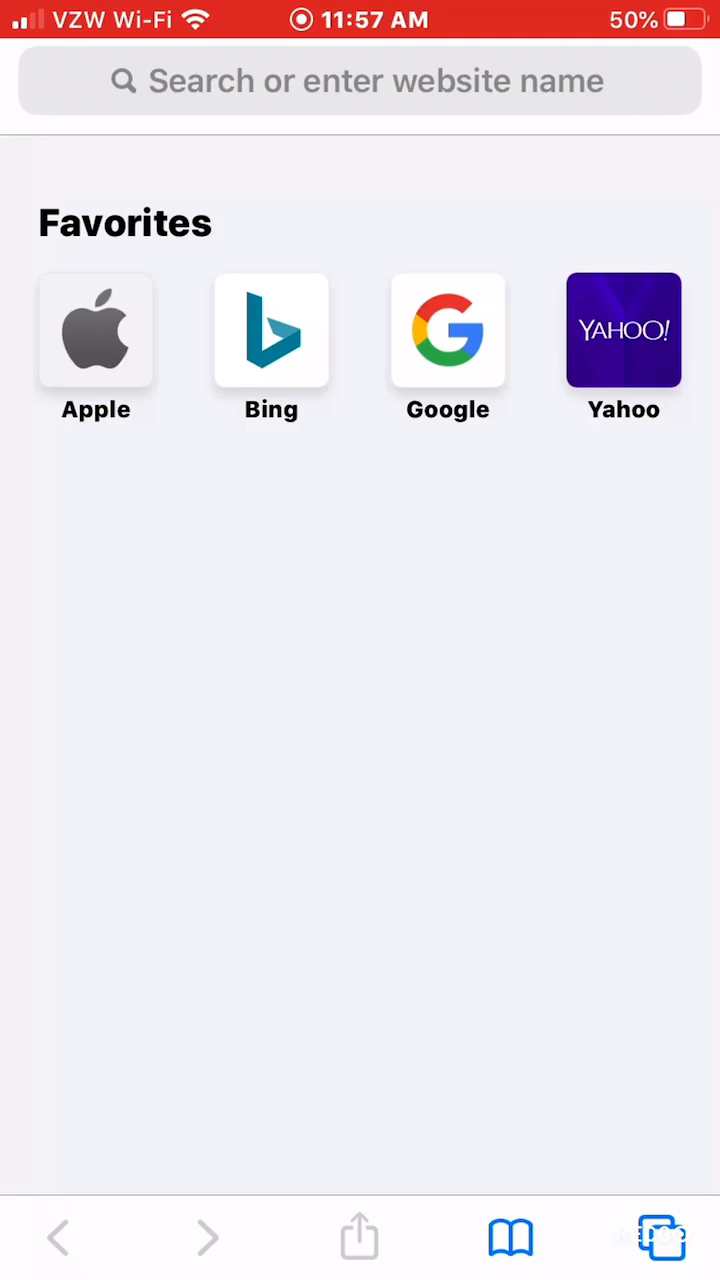 VZW Wi-Fi 11:57 AM 50%
Search or enter website name
Favorites
YAHOO!
Apple Bing Google Yahoo